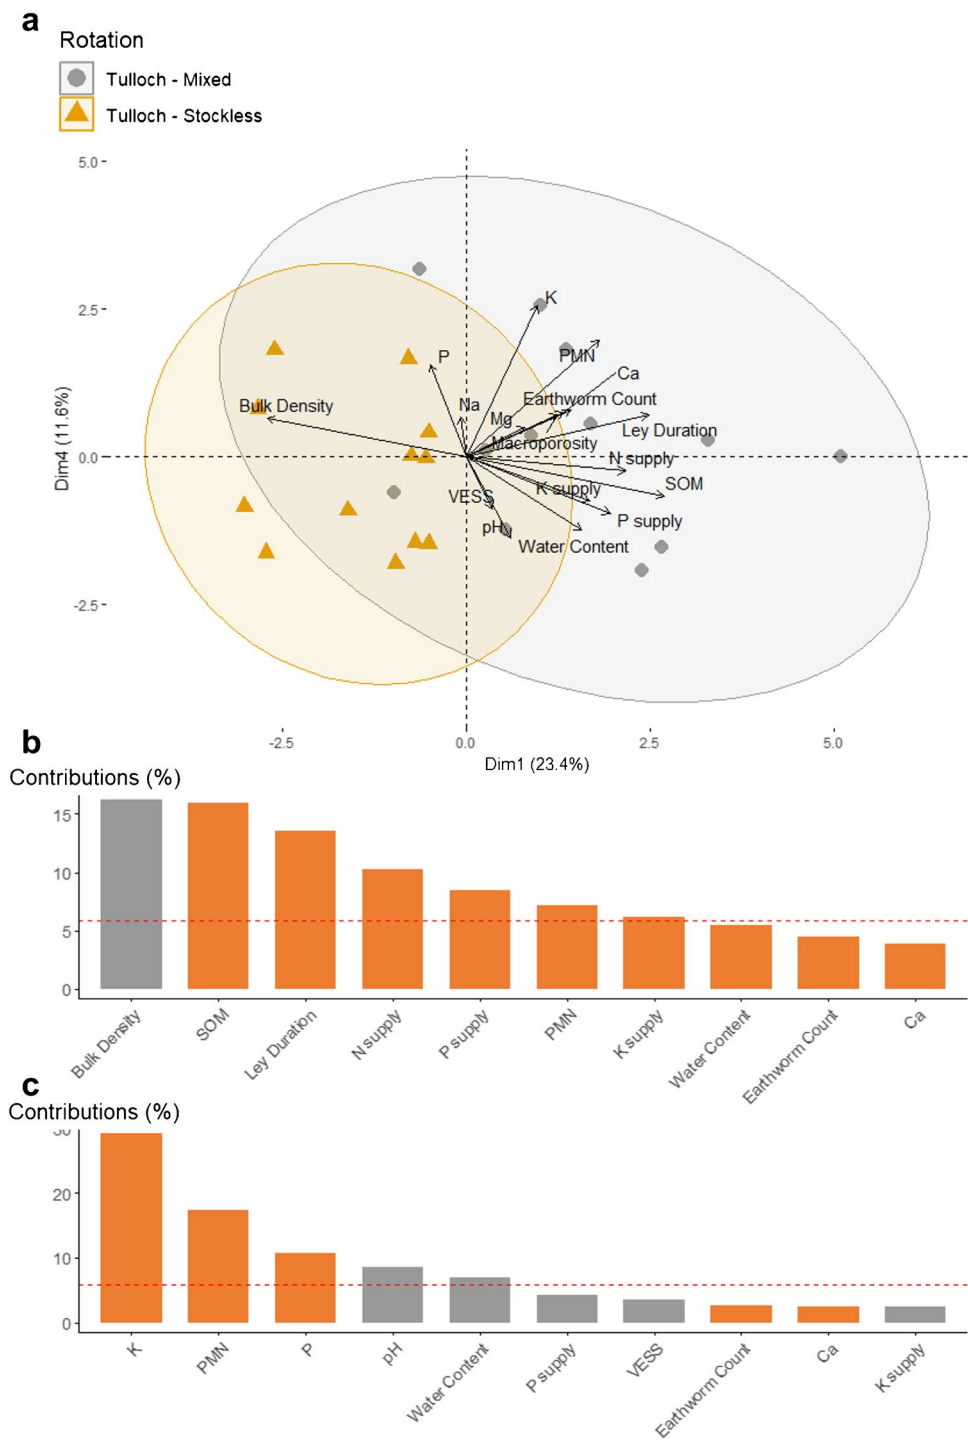 a
Rotation
Tulloch - Mixed
Tulloch - Stockless
5.0
2.5
0.0
-2.5
Dim4 (11.6%)
K
PMN
P
Ca
Bulk Density
Na
Earthworm Count
Mg
Ley Duration
Macroporosity
N supply
SOM
K supply
VESS
P supply
pH
Water Content
-2.5
0.0
2.5
5.0
Dim1 (23.4%)
b
Contributions (%)
15
10
5
0
Bulk Density
SOM
Ley Duration
N supply
P supply
PMN
K supply
Water Content
Earthworm Count
Ca
c
Contributions (%)
30
20
10
0
K
PMN
P
pH
Water Content
P supply
VESS
Earthworm Count
Ca
K supply